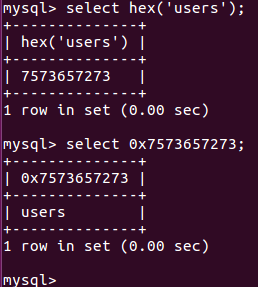 mysql> select hex('users');
+--------------+
| hex('users') |
+--------------+
| 7573657273   |
+--------------+
1 row in set (0.00 sec)
mysql> select 0x7573657273;
+--------------+
| 0x7573657273 |
+--------------+
| users        |
+--------------+
1 row in set (0.00 sec)
mysql>